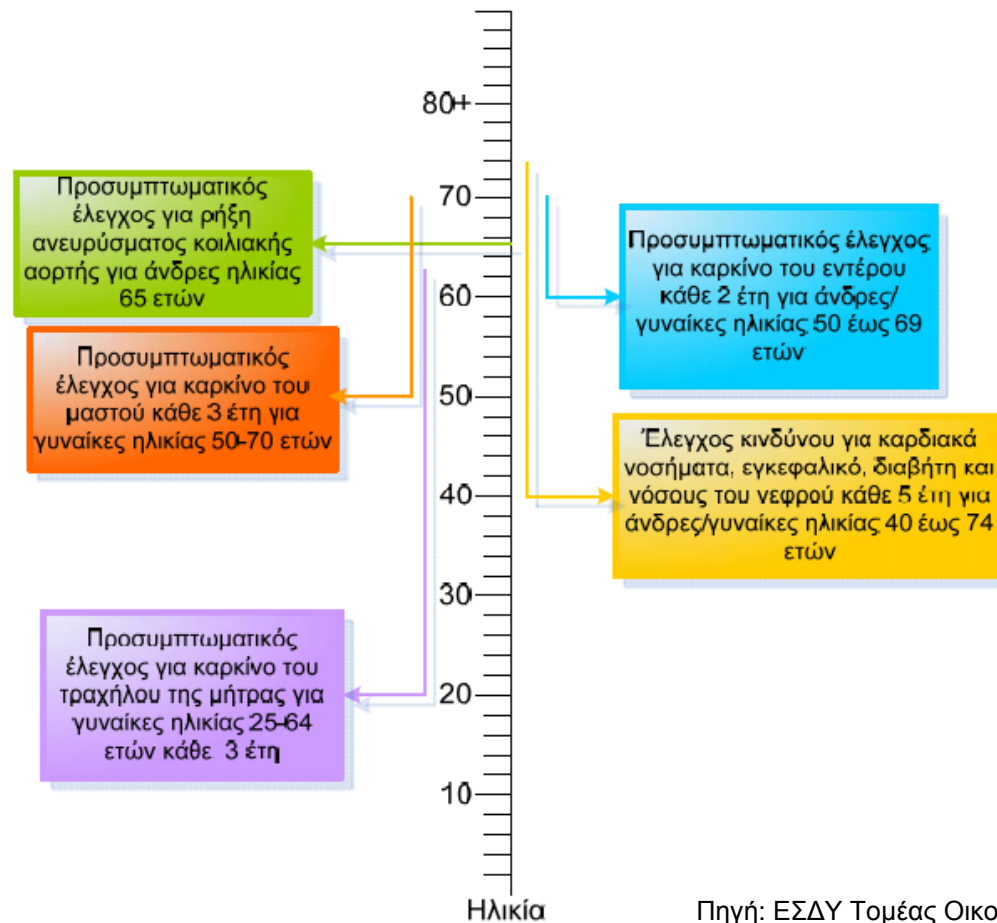 80+
70
60
50
40
30
20
10
Ηλικία
Προσυμπτωματικός
έλεγχος για ρήξη
ανευρύσματος κοιλιακής
αορτής για άνδρες ηλικίας
65 ετών
Προσυμπτωματικός
έλεγχος για καρκίνο του
μαστού κάθε 3 έτη για
γυναίκες ηλικίας 50-70 ετών
Προσυμπτωματικός
έλεγχος για καρκίνο του
τραχήλου της μήτρας για
γυναίκες ηλικίας 25-64
ετών κάθε 3 έτη
Προσυμπτωματικός έλεγχος
για καρκίνο του εντέρου
κάθε 2 έτη για άνδρες/
γυναίκες ηλικίας 50 έως 69
ετών
Έλεγχος κινδύνου για καρδιακά
νοσήματα, εγκεφαλικό, διαβήτη και
νόσους του νεφρού κάθε 5 έτη για
άνδρες/γυναίκες ηλικίας 40 έως 74
ετών
Πηγή: ΕΣΔΥ Τομέας Οικο